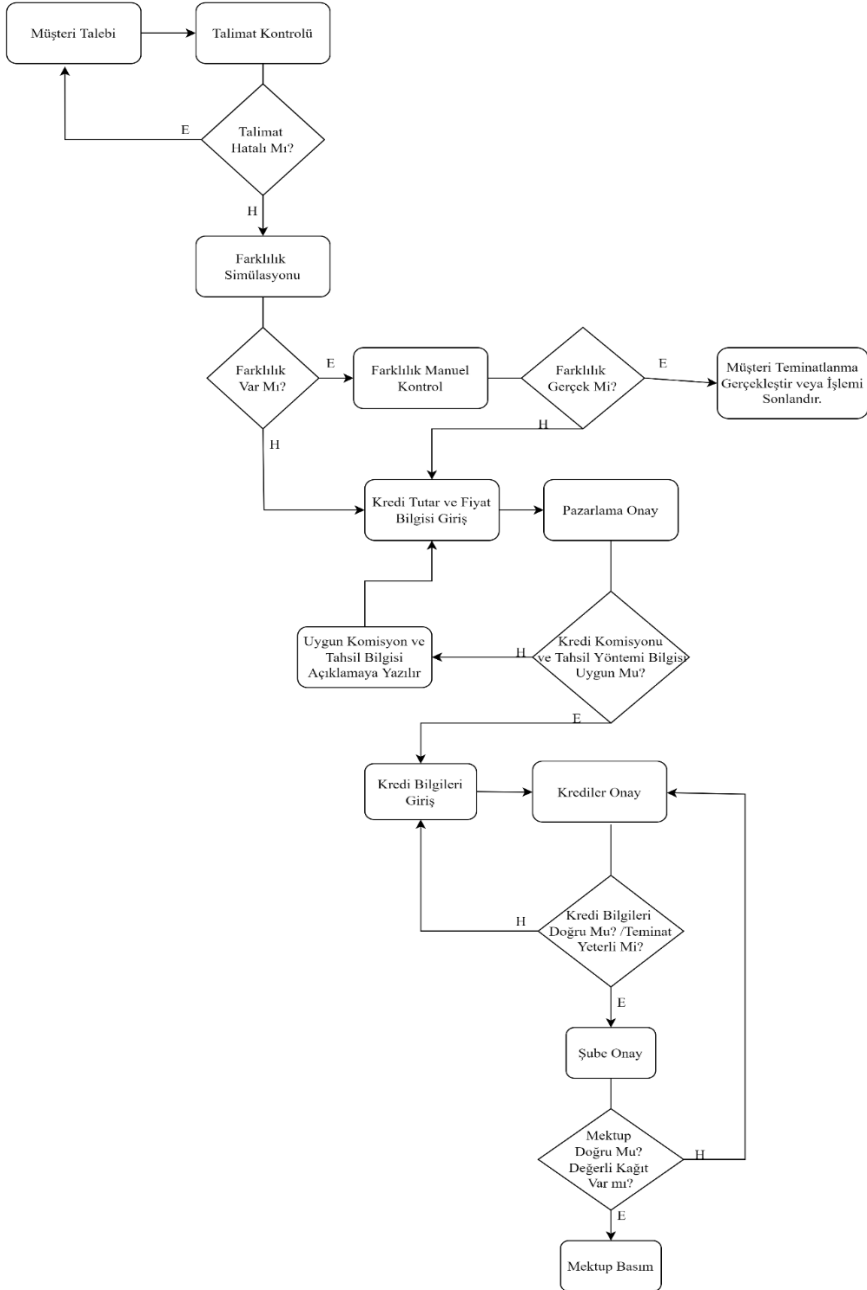 Müşteri Talebi
Talimat Kontrolü
E
Talimat
Hatalı Mı?
H
Farklılık
Simülasyonu
Farklılık
Var Mı?
E
Farklılık Manuel
Kontrol
Farklılık
Gerçek Mi?
E
Müşteri Teminatlanma
Gerçekleştir veya İşlemi
Sonlandır.
H
H
Kredi Tutar ve Fiyat
Bilgisi Giriş
Pazarlama Onay
Uygun Komisyon ve
Tahsil Bilgisi
Açıklamaya Yazılır
H
Kredi Komisyonu
ve Tahsil Yöntemi Bilgisi
Uygun Mu?
E
Kredi Bilgileri
Giriş
Krediler Onay
H
Kredi Bilgileri
Doğru Mu? /Teminat
Yeterli Mi?
E
Şube Onay
Mektup
Doğru Mu?
Değerli Kağıt
Var mı?
H
E
Mektup Basım